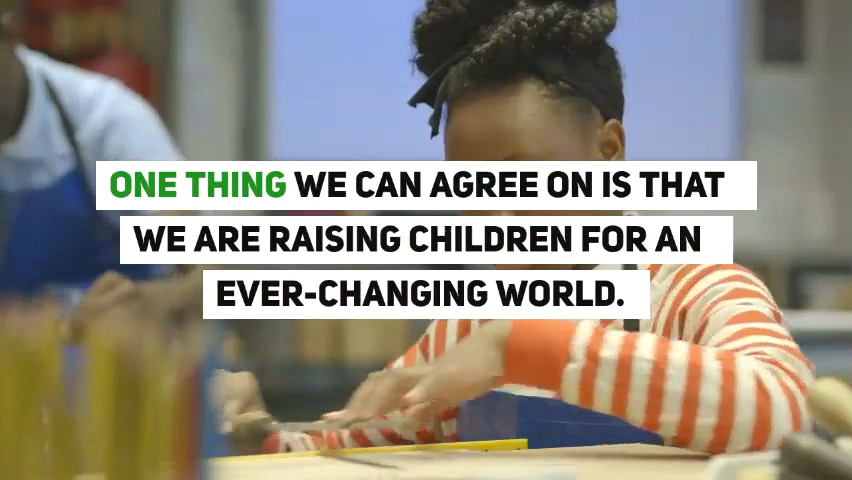 ONE THING WE CAN AGREE ON IS THAT
WE ARE RAISING CHILDREN FOR AN
EVER-CHANGING WORLD.